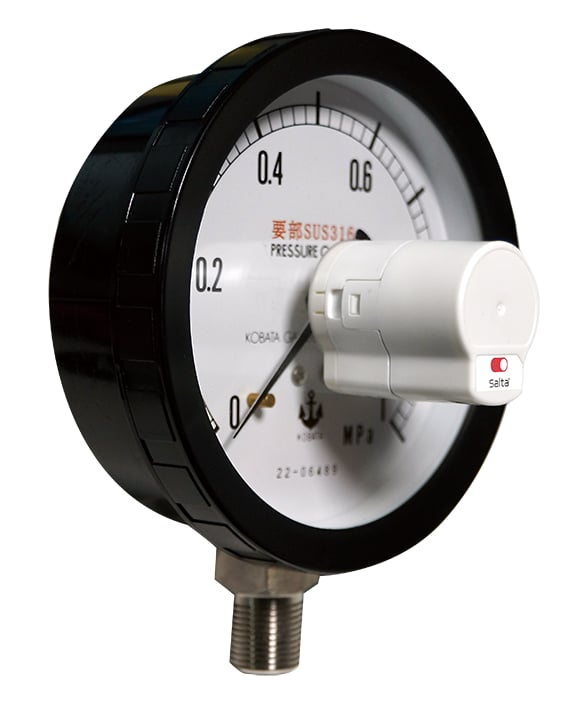 0.4 0.6
要部SUS316
PRESSURE
0.2
KOBATA
0
KOBATA
MPa
22-06489
Salta